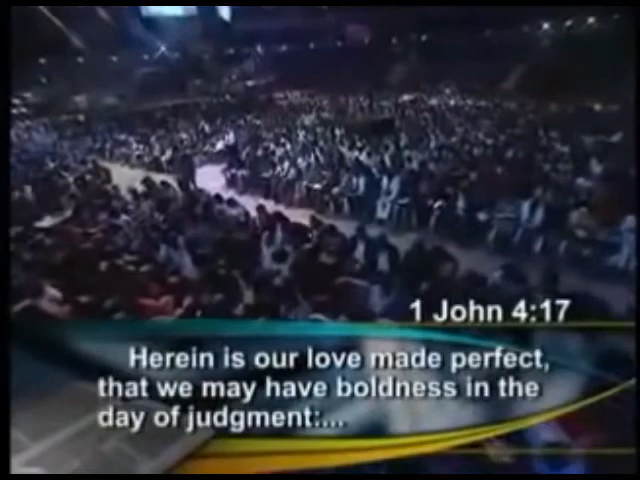 1 John 4:17
Herein is our love made perfect,
that we may have boldness in the
day of judgment:...